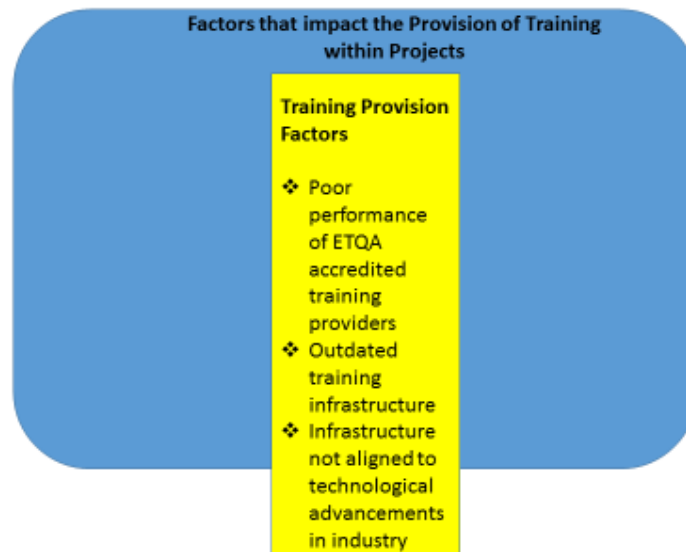 Factors that impact the Provision of Training
within Projects
Training Provision
Factors
❖ Poor
performance
of ETQA
accredited
training
providers
❖ Outdated
training
infrastructure
❖ Infrastructure
not aligned to
technological
advancements
in industry